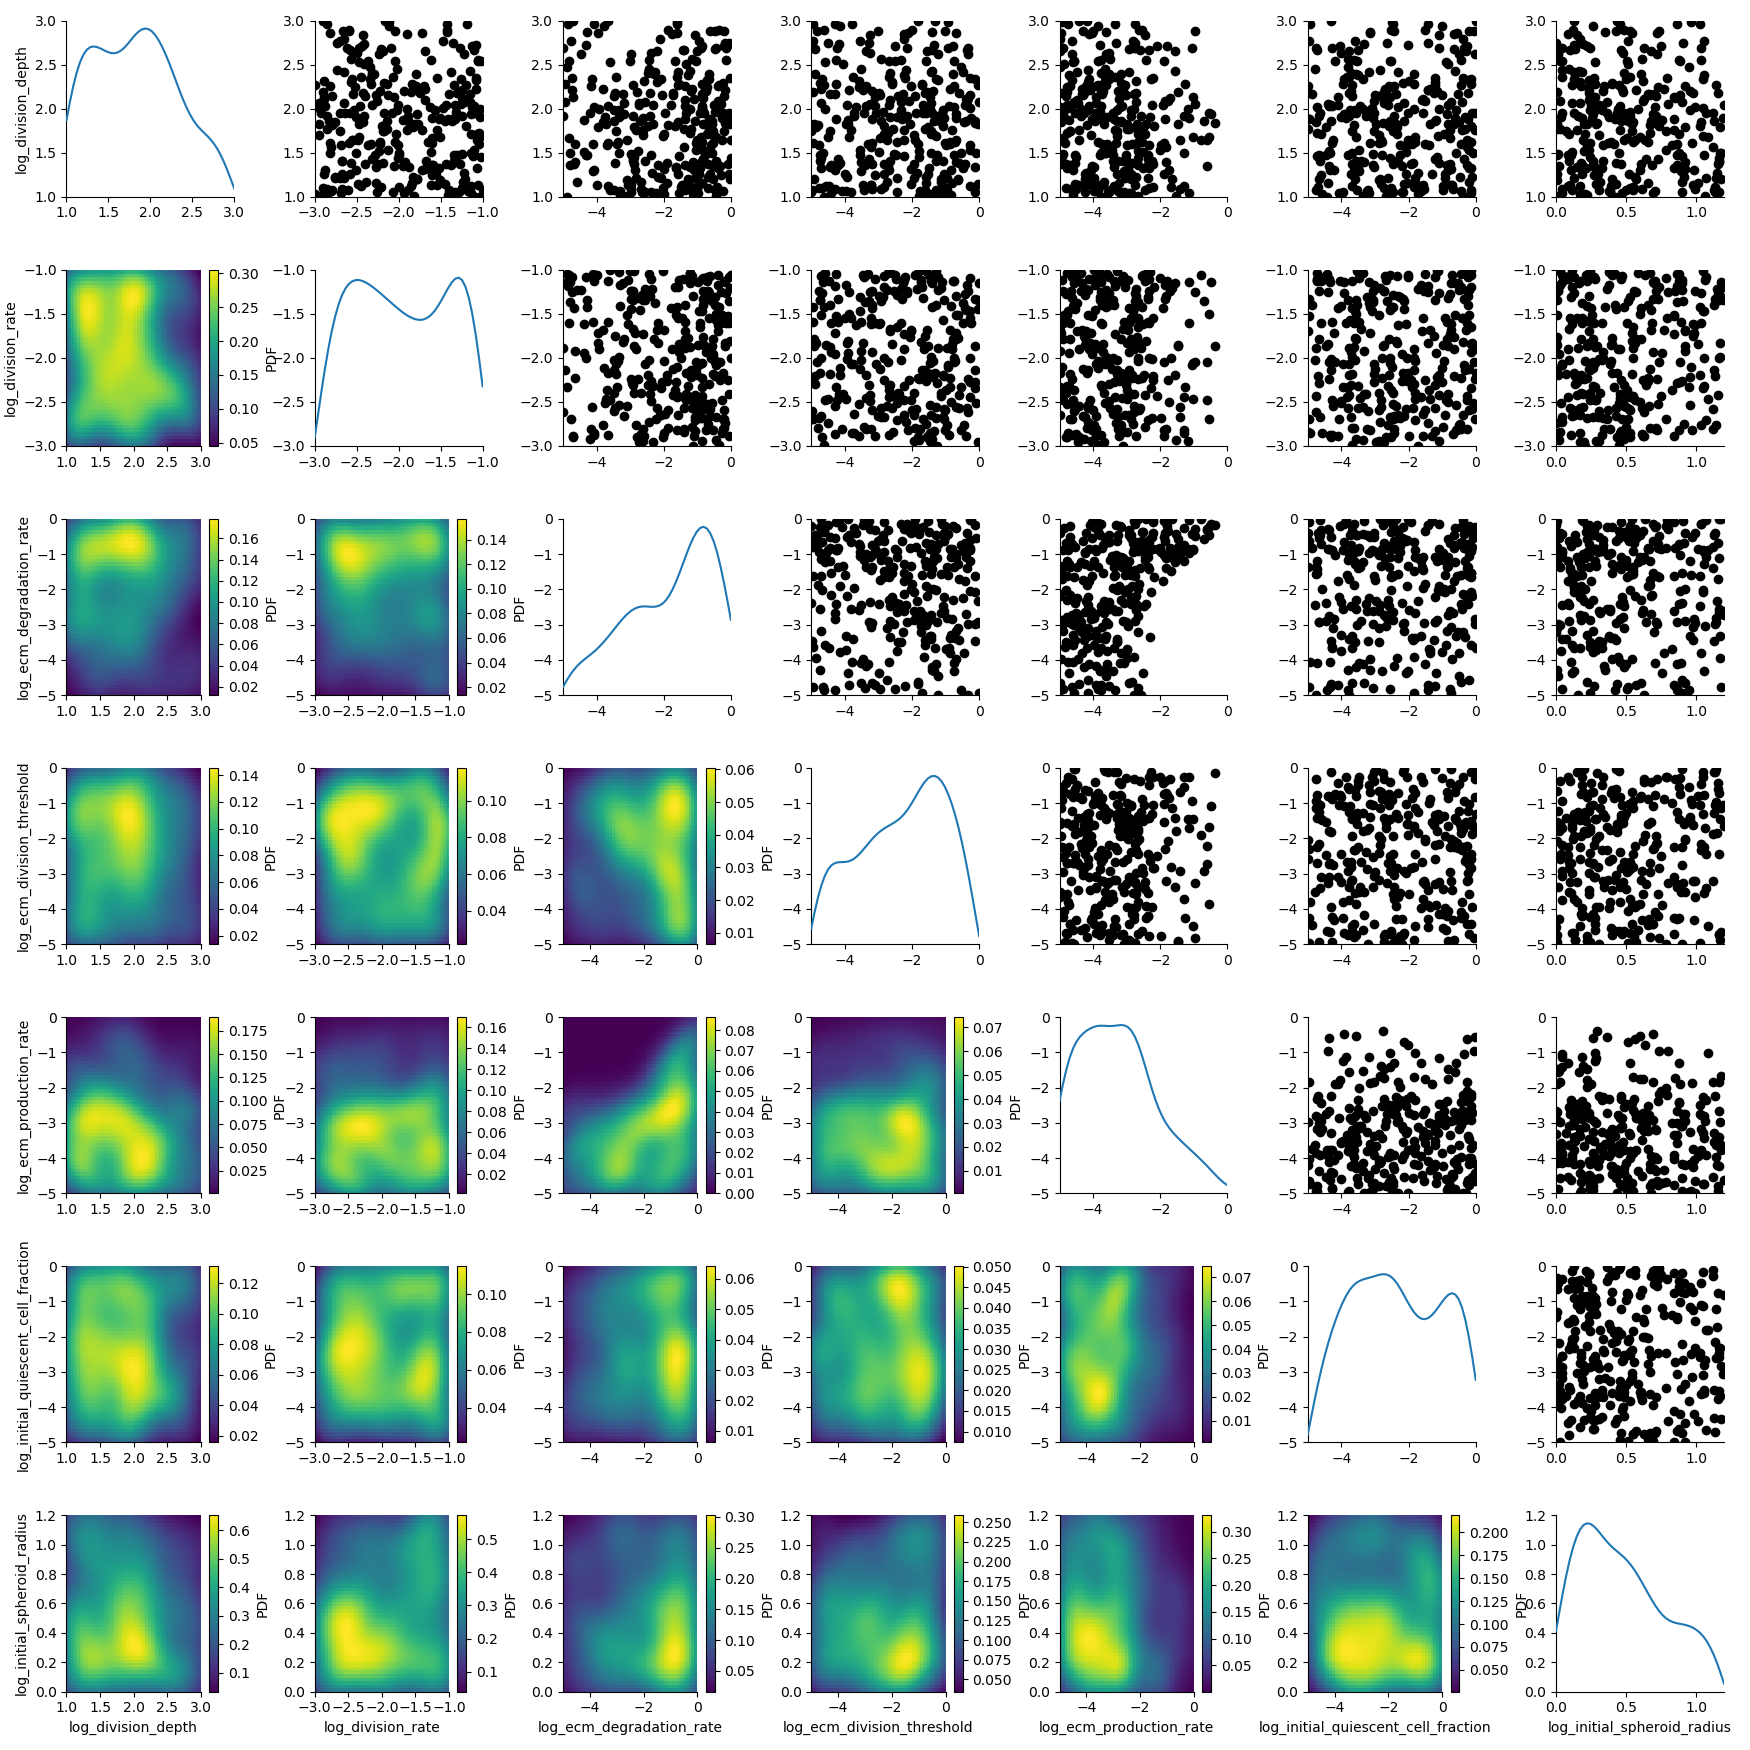 log_division_depth
3.0 3.0 3.0 3.0 3.0 3.0 3.0
2.5 2.5 2.5 2.5 2.5 2.5 2.5
2.0 2.0 2.0 2.0 2.0 2.0 2.0
1.5 1.5 1.5 1.5 1.5 1.5 1.5
1.0 1.0 1.0 1.0 1.0 1.0 1.0
1.0 1.5 2.0 2.5 3.0 −3.0 −2.5 −2.0 −1.5 −1.0 −4 −2 0 −4 −2 0 −4 −2 0 −4 −2 0 0.0 0.5 1.0
log_division_rate
−1.0 −1.0 −1.0 −1.0 −1.0 −1.0 −1.0
−1.5 −1.5 −1.5 −1.5 −1.5 −1.5 −1.5
−2.0 −2.0 −2.0 −2.0 −2.0 −2.0 −2.0
−2.5 −2.5 −2.5 −2.5 −2.5 −2.5 −2.5
−3.0 −3.0 −3.0 −3.0 −3.0 −3.0 −3.0
0.30
0.25
0.20
0.15
0.10
0.05
PDF
1.0 1.5 2.0 2.5 3.0 −3.0 −2.5 −2.0 −1.5 −1.0 −4 −2 0 −4 −2 0 −4 −2 0 −4 −2 0 0.0 0.5 1.0
log_ecm_degradation_rate
0 0 0 0 0 0 0
−1 −1 −1 −1 −1 −1 −1
−2 −2 −2 −2 −2 −2 −2
−3 −3 −3 −3 −3 −3 −3
−4 −4 −4 −4 −4 −4 −4
−5 −5 −5 −5 −5 −5 −5
0.16 0.14 0.12 0.10 0.08 0.06 0.04 0.02
PDF
0.14 0.12 0.10 0.08 0.06 0.04 0.02
PDF
1.0 1.5 2.0 2.5 3.0 −3.0 −2.5 −2.0 −1.5 −1.0 −4 −2 0 −4 −2 0 −4 −2 0 −4 −2 0 0.0 0.5 1.0
log_ecm_division_threshold
0 0 0 0 0 0 0
−1 −1 −1 −1 −1 −1 −1
−2 −2 −2 −2 −2 −2 −2
−3 −3 −3 −3 −3 −3 −3
−4 −4 −4 −4 −4 −4 −4
−5 −5 −5 −5 −5 −5 −5
0.14 0.12 0.10 0.08 0.06 0.04 0.02
PDF
0.10 0.08 0.06 0.04
PDF
0.06 0.05 0.04 0.03 0.02 0.01
PDF
1.0 1.5 2.0 2.5 3.0 −3.0 −2.5 −2.0 −1.5 −1.0 −4 −2 0 −4 −2 0 −4 −2 0 −4 −2 0 0.0 0.5 1.0
log_ecm_production_rate
0 0 0 0 0 0 0
−1 −1 −1 −1 −1 −1 −1
−2 −2 −2 −2 −2 −2 −2
−3 −3 −3 −3 −3 −3 −3
−4 −4 −4 −4 −4 −4 −4
−5 −5 −5 −5 −5 −5 −5
0.175 0.150 0.125 0.100 0.075 0.050 0.025
PDF
0.16 0.14 0.12 0.10 0.08 0.06 0.04 0.02
PDF
0.08 0.07 0.06 0.05 0.04 0.03 0.02 0.01 0.00
PDF
0.07 0.06 0.05 0.04 0.03 0.02 0.01
PDF
1.0 1.5 2.0 2.5 3.0 −3.0 −2.5 −2.0 −1.5 −1.0 −4 −2 0 −4 −2 0 −4 −2 0 −4 −2 0 0.0 0.5 1.0
log_initial_quiescent_cell_fraction
0 0 0 0 0 0 0
−1 −1 −1 −1 −1 −1 −1
−2 −2 −2 −2 −2 −2 −2
−3 −3 −3 −3 −3 −3 −3
−4 −4 −4 −4 −4 −4 −4
−5 −5 −5 −5 −5 −5 −5
0.12 0.10 0.08 0.06 0.04 0.02
PDF
0.10 0.08 0.06 0.04
PDF
0.06 0.05 0.04 0.03 0.02 0.01
PDF
0.050 0.045 0.040 0.035 0.030 0.025 0.020 0.015 0.010
PDF
0.07 0.06 0.05 0.04 0.03 0.02 0.01
PDF
1.0 1.5 2.0 2.5 3.0 −3.0 −2.5 −2.0 −1.5 −1.0 −4 −2 0 −4 −2 0 −4 −2 0 −4 −2 0 0.0 0.5 1.0
log_initial_spheroid_radius
1.2 1.2 1.2 1.2 1.2 1.2 1.2
1.0 1.0 1.0 1.0 1.0 1.0 1.0
0.8 0.8 0.8 0.8 0.8 0.8 0.8
0.6 0.6 0.6 0.6 0.6 0.6 0.6
0.4 0.4 0.4 0.4 0.4 0.4 0.4
0.2 0.2 0.2 0.2 0.2 0.2 0.2
0.0 0.0 0.0 0.0 0.0 0.0 0.0
0.6 0.5 0.4 0.3 0.2 0.1
PDF
0.5 0.4 0.3 0.2 0.1
PDF
0.30 0.25 0.20 0.15 0.10 0.05
PDF
0.250 0.225 0.200 0.175 0.150 0.125 0.100 0.075 0.050
PDF
0.30 0.25 0.20 0.15 0.10 0.05
PDF
0.200 0.175 0.150 0.125 0.100 0.075 0.050
PDF
1.0 1.5 2.0 2.5 3.0 −3.0 −2.5 −2.0 −1.5 −1.0 −4 −2 0 −4 −2 0 −4 −2 0 −4 −2 0 0.0 0.5 1.0
log_division_depth log_division_rate log_ecm_degradation_rate log_ecm_division_threshold log_ecm_production_rate log_initial_quiescent_cell_fraction log_initial_spheroid_radius